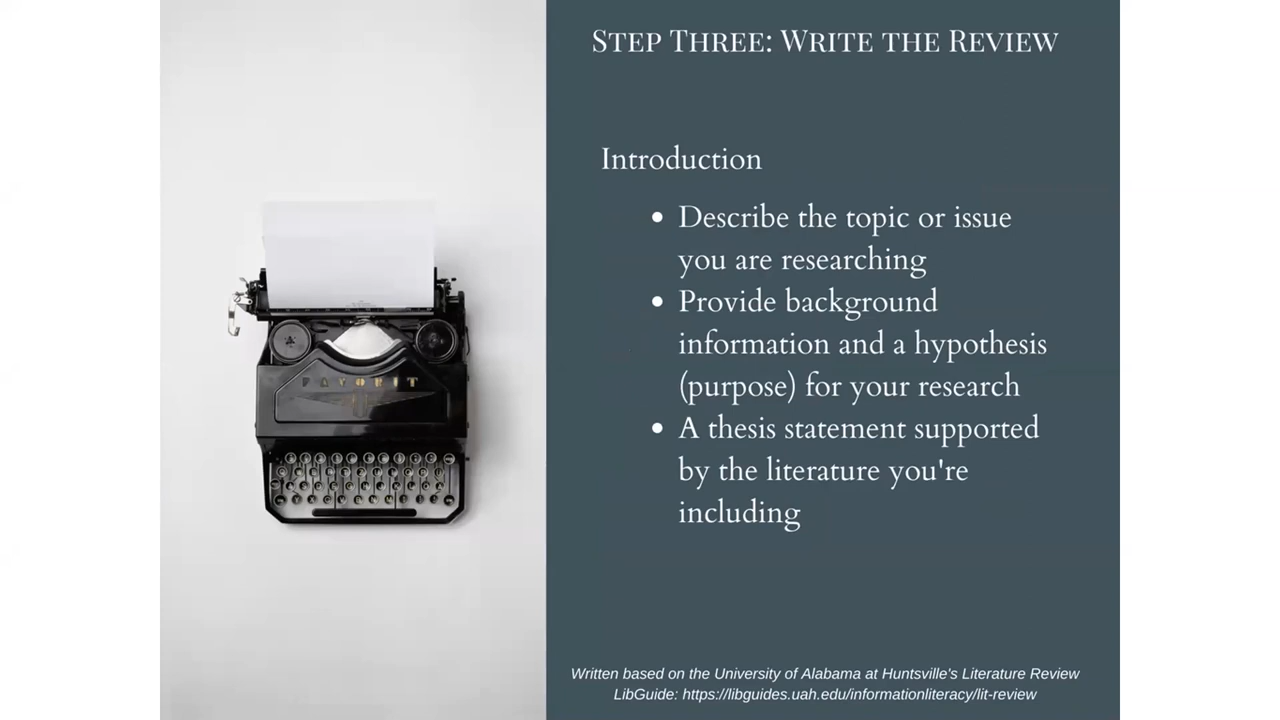 Step Three: Write the Review
Introduction
• Describe the topic or issue
you are researching
• Provide background
information and a hypothesis
(purpose) for your research
• A thesis statement supported
by the literature you're
including
FAVORIT
Written based on the University of Alabama at Huntsville's Literature Review
LibGuide: https://libguides.uah.edu/informationliteracy/lit-review